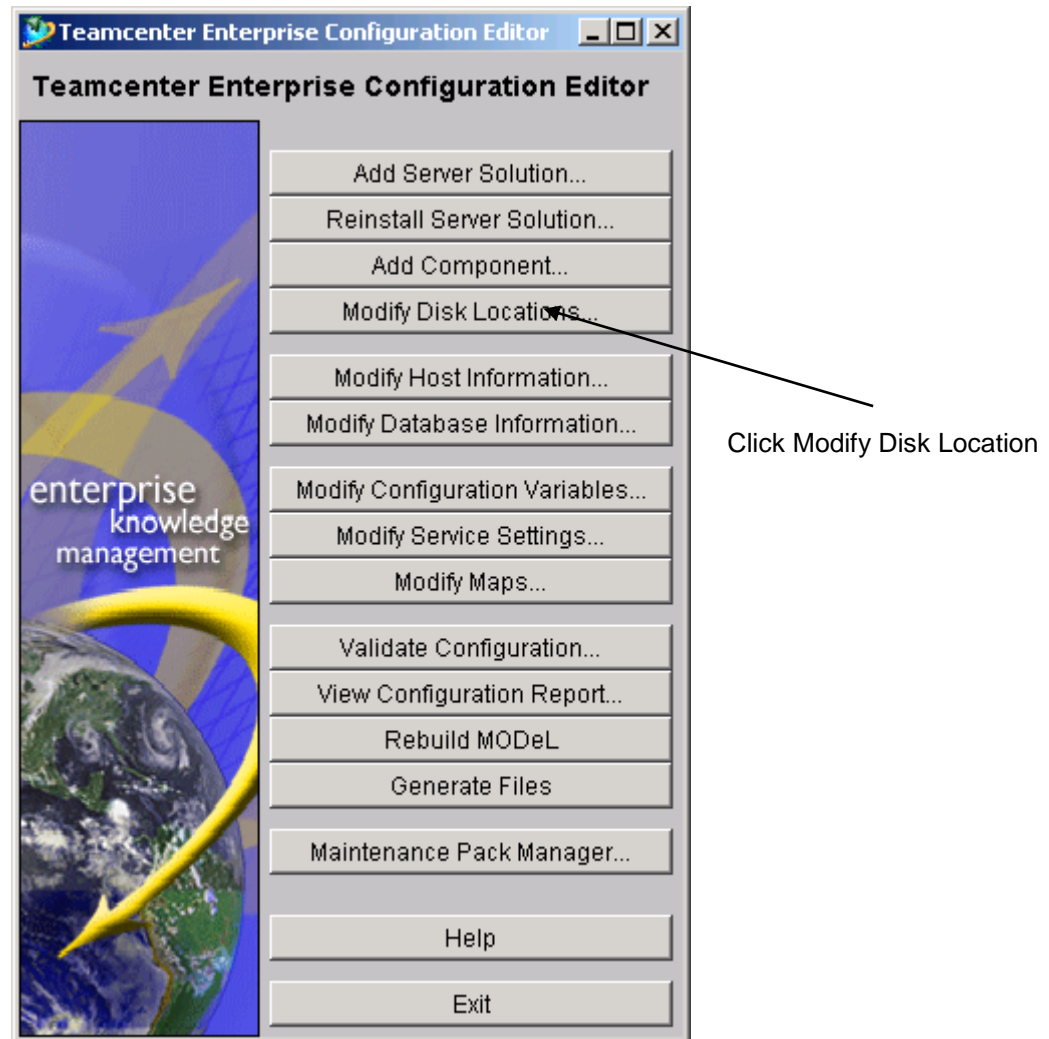 Teamcenter Enterprise Configuration Editor
Teamcenter Enterprise Configuration Editor
Add Server Solution...
Reinstall Server Solution...
Add Component...
Modify Disk Locations...
Modify Host Information...
Modify Database Information...
Click Modify Disk Location
enterprise
knowledge
management
Modify Configuration Variables...
Modify Service Settings...
Modify Maps...
Validate Configuration...
View Configuration Report...
Rebuild MODeL
Generate Files
Maintenance Pack Manager...
Help
Exit